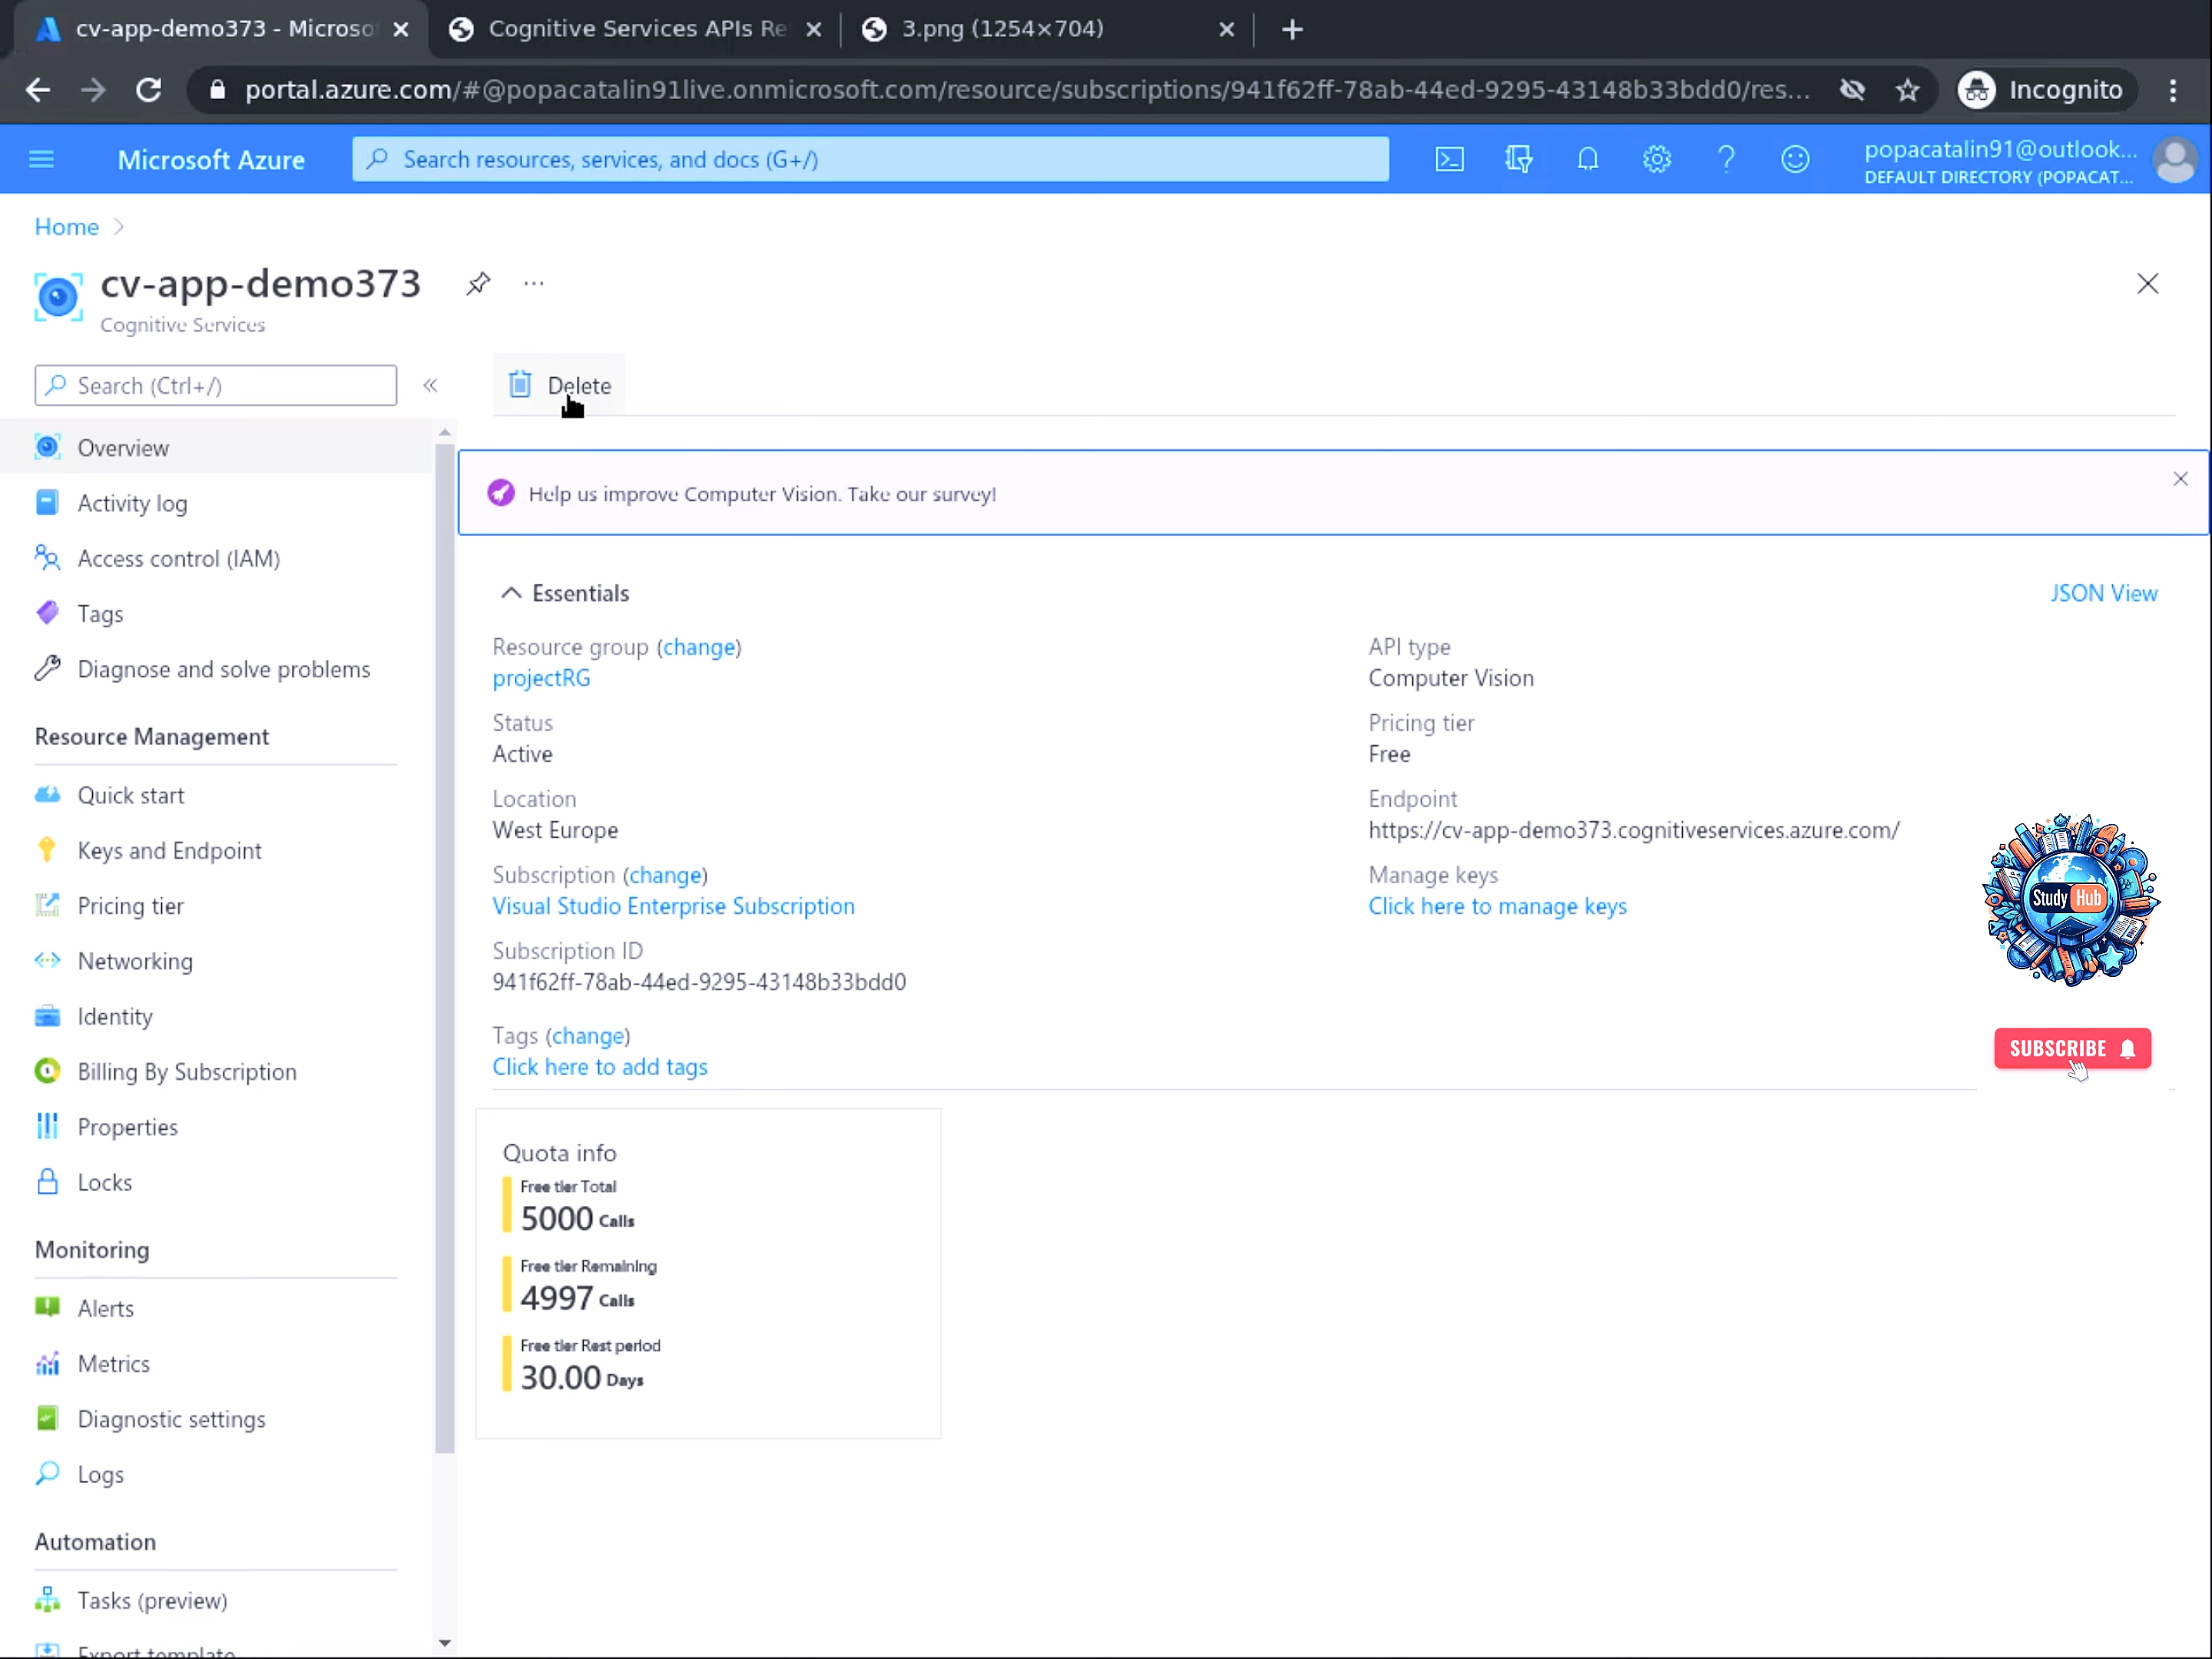 cv-app-demo373 - Microso
Cognitive Services APIs Re
3.png (1254×704)
portal.azure.com/#@popacatalin91live.onmicrosoft.com/resource/subscriptions/941f62ff-78ab-44ed-9295-43148b33bdd0/res...
Incognito
Microsoft Azure
Search resources, services, and docs (G+/)
popacatalin91@outlook...
DEFAULT DIRECTORY (POPACAT...
Home
cv-app-demo373
Cognitive Services
Search (Ctrl+/)
Delete
Overview
Activity log
Access control (IAM)
Tags
Diagnose and solve problems
Resource Management
Quick start
Keys and Endpoint
Pricing tier
Networking
Identity
Billing By Subscription
Properties
Locks
Monitoring
Alerts
Metrics
Diagnostic settings
Logs
Automation
Tasks (preview)
Export template
Help us improve Computer Vision. Take our survey!
Essentials
JSON View
Resource group (change)
projectRG
Status
Active
Location
West Europe
Subscription (change)
Visual Studio Enterprise Subscription
Subscription ID
941f62ff-78ab-44ed-9295-43148b33bdd0
Tags (change)
Click here to add tags
API type
Computer Vision
Pricing tier
Free
Endpoint
https://cv-app-demo373.cognitiveservices.azure.com/
Manage keys
Click here to manage keys
Study Hub
SUBSCRIBE
Quota info
Free tier Total
5000 Calls
Free tier Remaining
4997 Calls
Free tier Rest period
30.00 Days